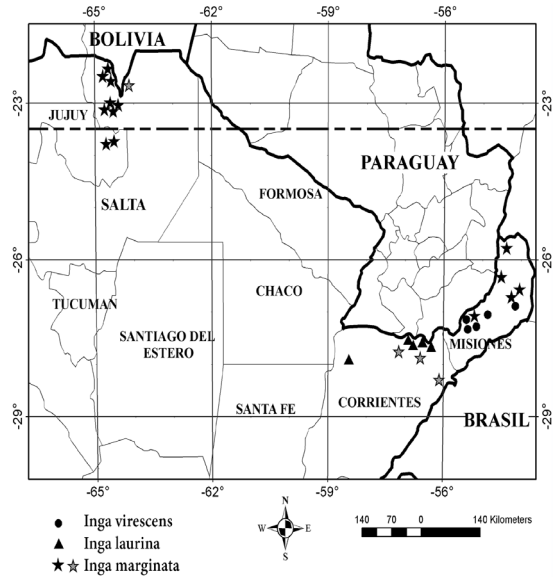 -65° -62° -59° -56°
BOLIVIA
-23° -23°
JUJUY
PARAGUAY
FORMOSA
SALTA
-26° -26°
CHACO
TUCUMAN
SANTIAGO DEL
ESTERO
MISIONES
CORRIENTES
SANTA FE
BRASIL
-29° -29°
-65° -62° -59° -56°
Inga virescens
Inga laurina
Inga marginata
N
W E
S
140 70 0 140 Kilometers